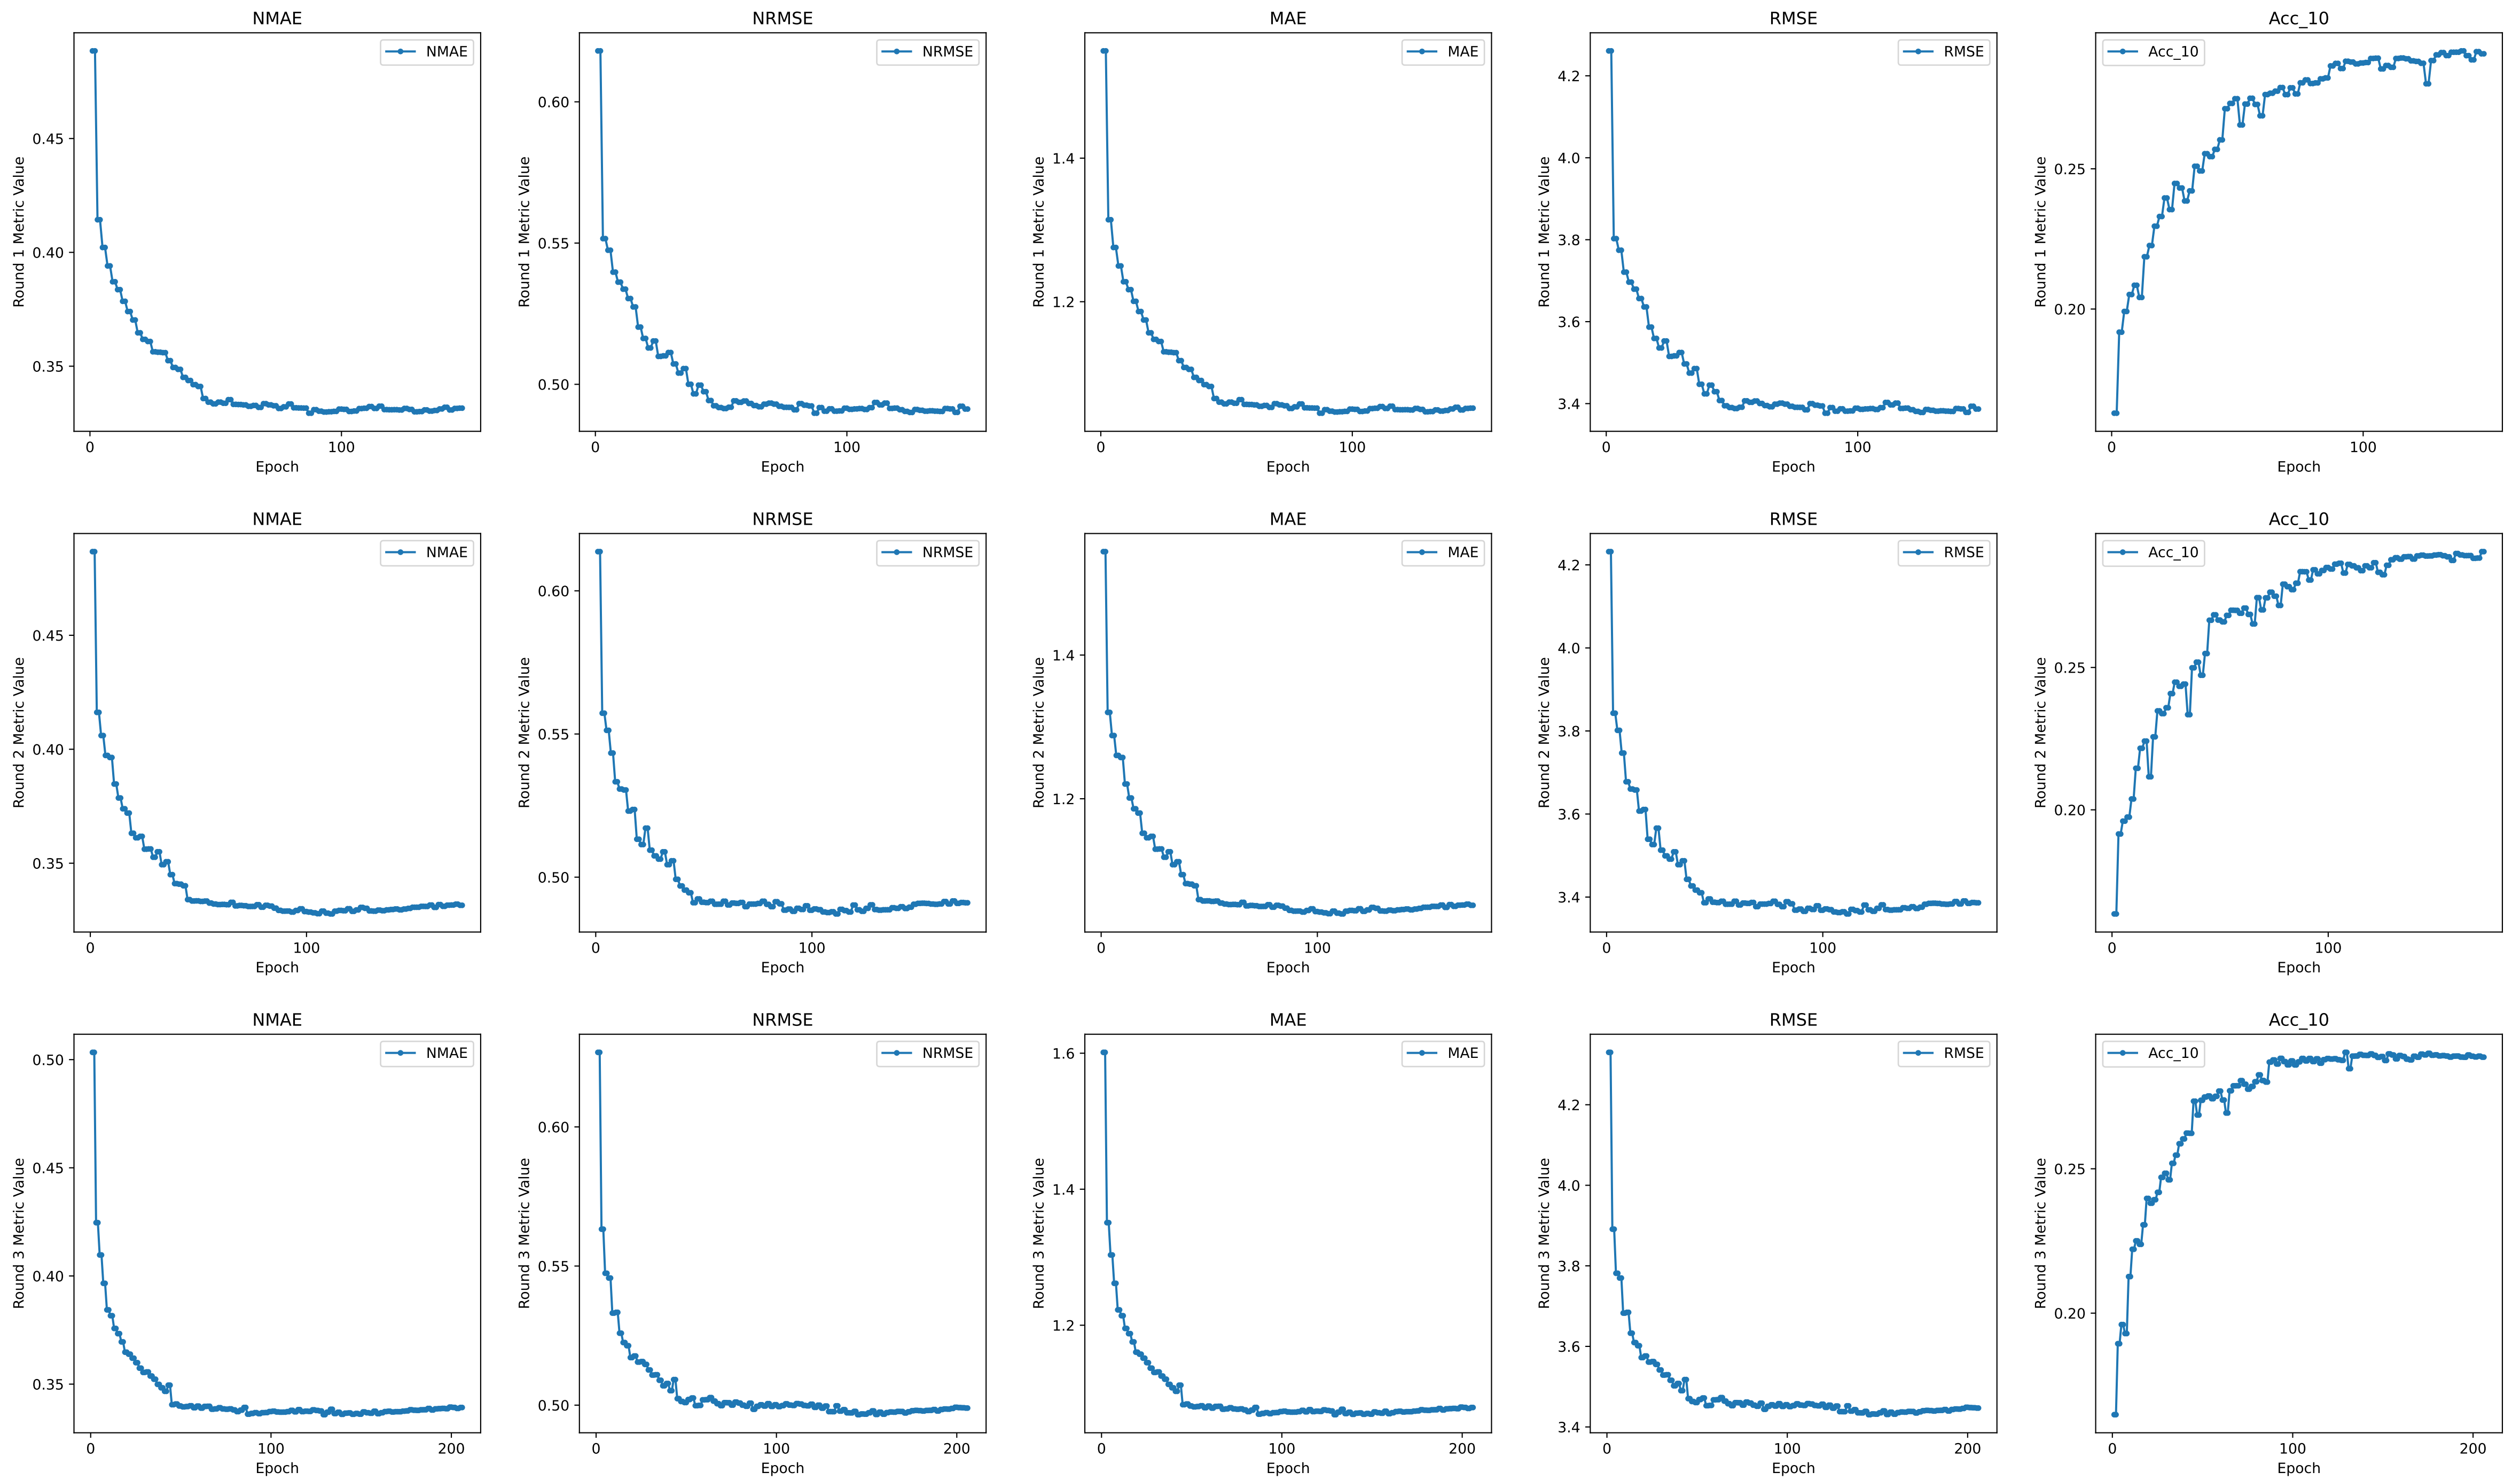 NMAE
NMAE
Round 1 Metric Value
0.45
0.40
0.35
0
100
Epoch
NRMSE
NRMSE
Round 1 Metric Value
0.60
0.55
0.50
0
100
Epoch
MAE
MAE
Round 1 Metric Value
1.4
1.2
0
100
Epoch
RMSE
RMSE
Round 1 Metric Value
4.2
4.0
3.8
3.6
3.4
0
100
Epoch
Acc_10
Acc_10
Round 1 Metric Value
0.25
0.20
0
100
Epoch
NMAE
NMAE
Round 2 Metric Value
0.45
0.40
0.35
0
100
Epoch
NRMSE
NRMSE
Round 2 Metric Value
0.60
0.55
0.50
0
100
Epoch
MAE
MAE
Round 2 Metric Value
1.4
1.2
0
100
Epoch
RMSE
RMSE
Round 2 Metric Value
4.2
4.0
3.8
3.6
3.4
0
100
Epoch
Acc_10
Acc_10
Round 2 Metric Value
0.25
0.20
0
100
Epoch
NMAE
NMAE
Round 3 Metric Value
0.50
0.45
0.40
0.35
0
100
200
Epoch
NRMSE
NRMSE
Round 3 Metric Value
0.60
0.55
0.50
0
100
200
Epoch
MAE
MAE
Round 3 Metric Value
1.6
1.4
1.2
0
100
200
Epoch
RMSE
RMSE
Round 3 Metric Value
4.2
4.0
3.8
3.6
3.4
0
100
200
Epoch
Acc_10
Acc_10
Round 3 Metric Value
0.25
0.20
0
100
200
Epoch